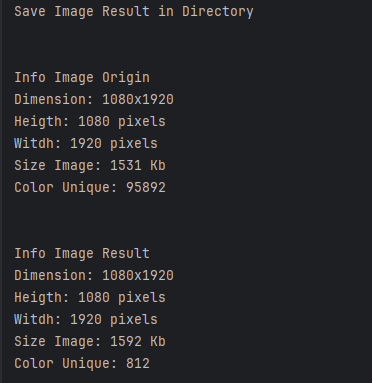 Save Image Result in Directory
Info Image Origin
Dimension: 1080x1920
Heigth: 1080 pixels
Witdh: 1920 pixels
Size Image: 1531 Kb
Color Unique: 95892
Info Image Result
Dimension: 1080x1920
Heigth: 1080 pixels
Witdh: 1920 pixels
Size Image: 1592 Kb
Color Unique: 812